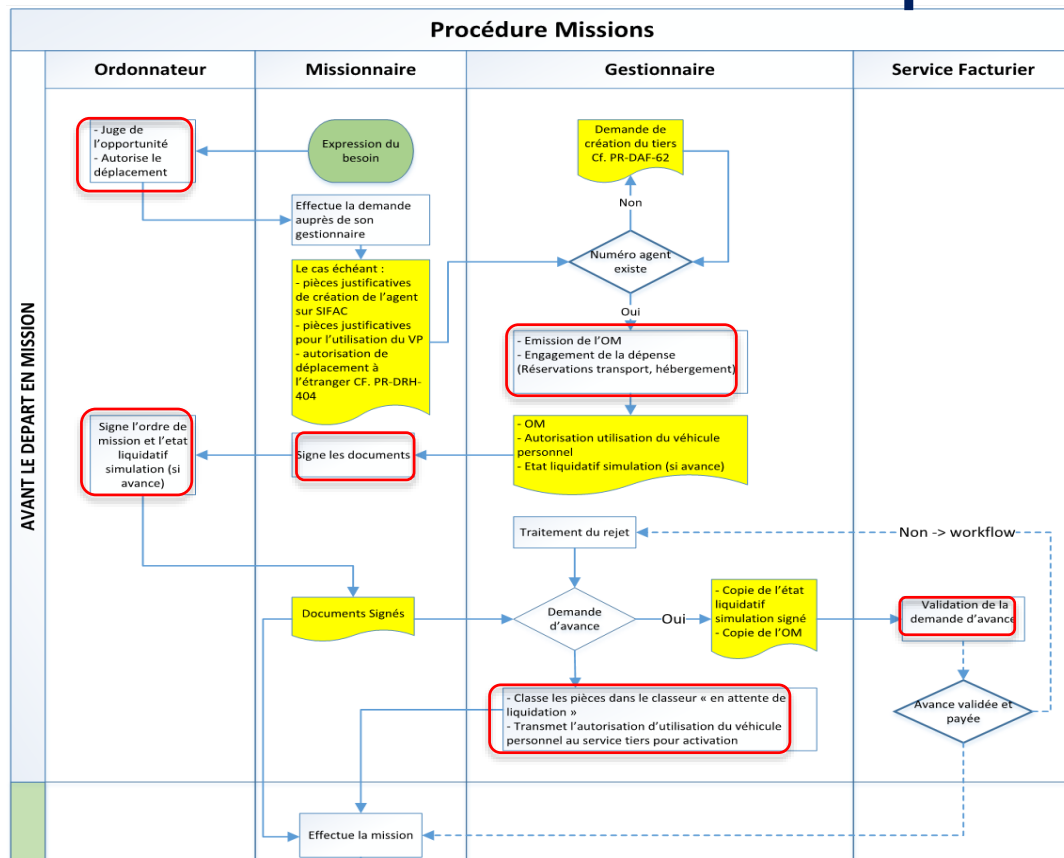 Procédure Missions
Ordonnateur
Missionnaire
Gestionnaire
Service Facturier
AVANT LE DEPART EN MISSION
- Juge de
l'opportunité
- Autorise le
déplacement
Expression du
besoin
Demande de
création du tiers
Cf. PR-DAF-62
Non
Effectue la demande
auprès de son
gestionnaire
Numéro agent
existe
Oui
Le cas échéant :
- pièces justificatives
de création de l'agent
sur SIFAC
- pièces justificatives
pour l'utilisation du VP
- autorisation de
déplacement à
l'étranger CF. PR-DRH-
404
- Emission de l'OM
- Engagement de la dépense
(Réservations transport, hébergement)
Signe l'ordre de
mission et l'etat
liquidatif
simulation (si
avance)
Signe les documents
- OM
- Autorisation utilisation du véhicule
personnel
- Etat liquidatif simulation (si avance)
Traitement du rejet
Non -> workflow
Documents Signés
Demande
d'avance
Oui
- Copie de l'état
liquidatif
simulation signé
- Copie de l'OM
Validation de la
demande d'avance
- Classe les pièces dans le classeur « en attente de
liquidation »
- Transmet l'autorisation d'utilisation du véhicule
personnel au service tiers pour activation
Avance validée et
payée
Effectue la mission